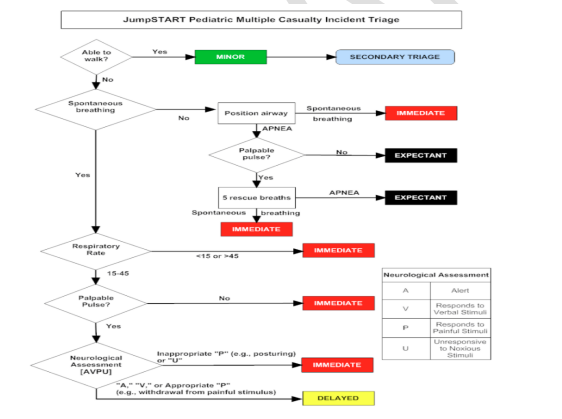 JumpSTART Pediatric Multiple Casualty Incident Triage
Able to
walk?
Yes
MINOR
SECONDARY TRIAGE
No
Spontaneous
breathing
No
Position airway
Spontaneous
breathing
IMMEDIATE
APNEA
Palpable
pulse?
No
EXPECTANT
Yes
Yes
5 rescue breaths
APNEA
EXPECTANT
Spontaneous breathing
IMMEDIATE
Respiratory
Rate
<15 or >45
IMMEDIATE
15-45
Palpable
Pulse?
No
IMMEDIATE
Yes
Neurological
Assessment
[AVPU]
Inappropriate "P" (e.g., posturing)
or "U"
IMMEDIATE
"A," "V," or Appropriate "P"
(e.g., withdrawal from painful stimulus)
DELAYED
Neurological Assessment
A Alert
V Responds to
Verbal Stimuli
P Responds to
Painful Stimuli
U Unresponsive
to Noxious
Stimuli